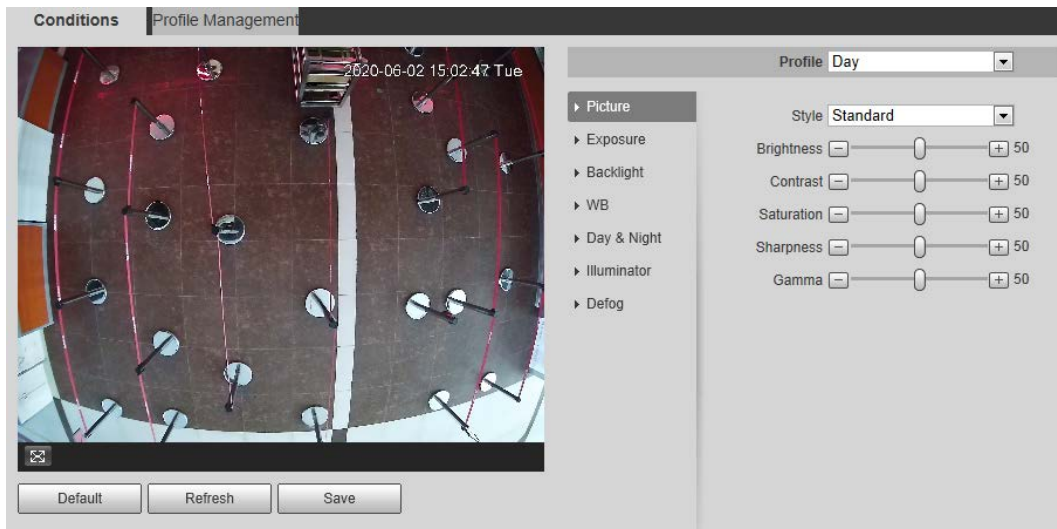 Conditions
Profile Management
2020-06-02 15:02:47 Tue
Profile Day
Picture
Exposure
Backlight
WB
Day & Night
Illuminator
Defog
Style Standard
Brightness 50
Contrast 50
Saturation 50
Sharpness 50
Gamma 50
Default Refresh Save